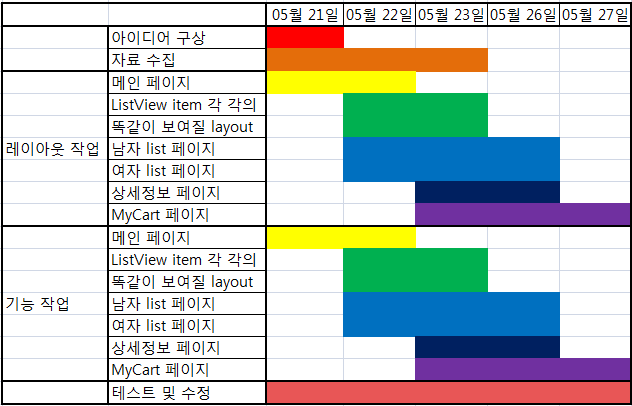 05월 21일 05월 22일 05월 23일 05월 26일 05월 27일
아이디어 구상
자료 수집
메인 페이지
ListView item 각 각의
똑같이 보여질 layout
레이아웃 작업 남자 list 페이지
여자 list 페이지
상세정보 페이지
MyCart 페이지
메인 페이지
ListView item 각 각의
똑같이 보여질 layout
기능 작업 남자 list 페이지
여자 list 페이지
상세정보 페이지
MyCart 페이지
테스트 및 수정